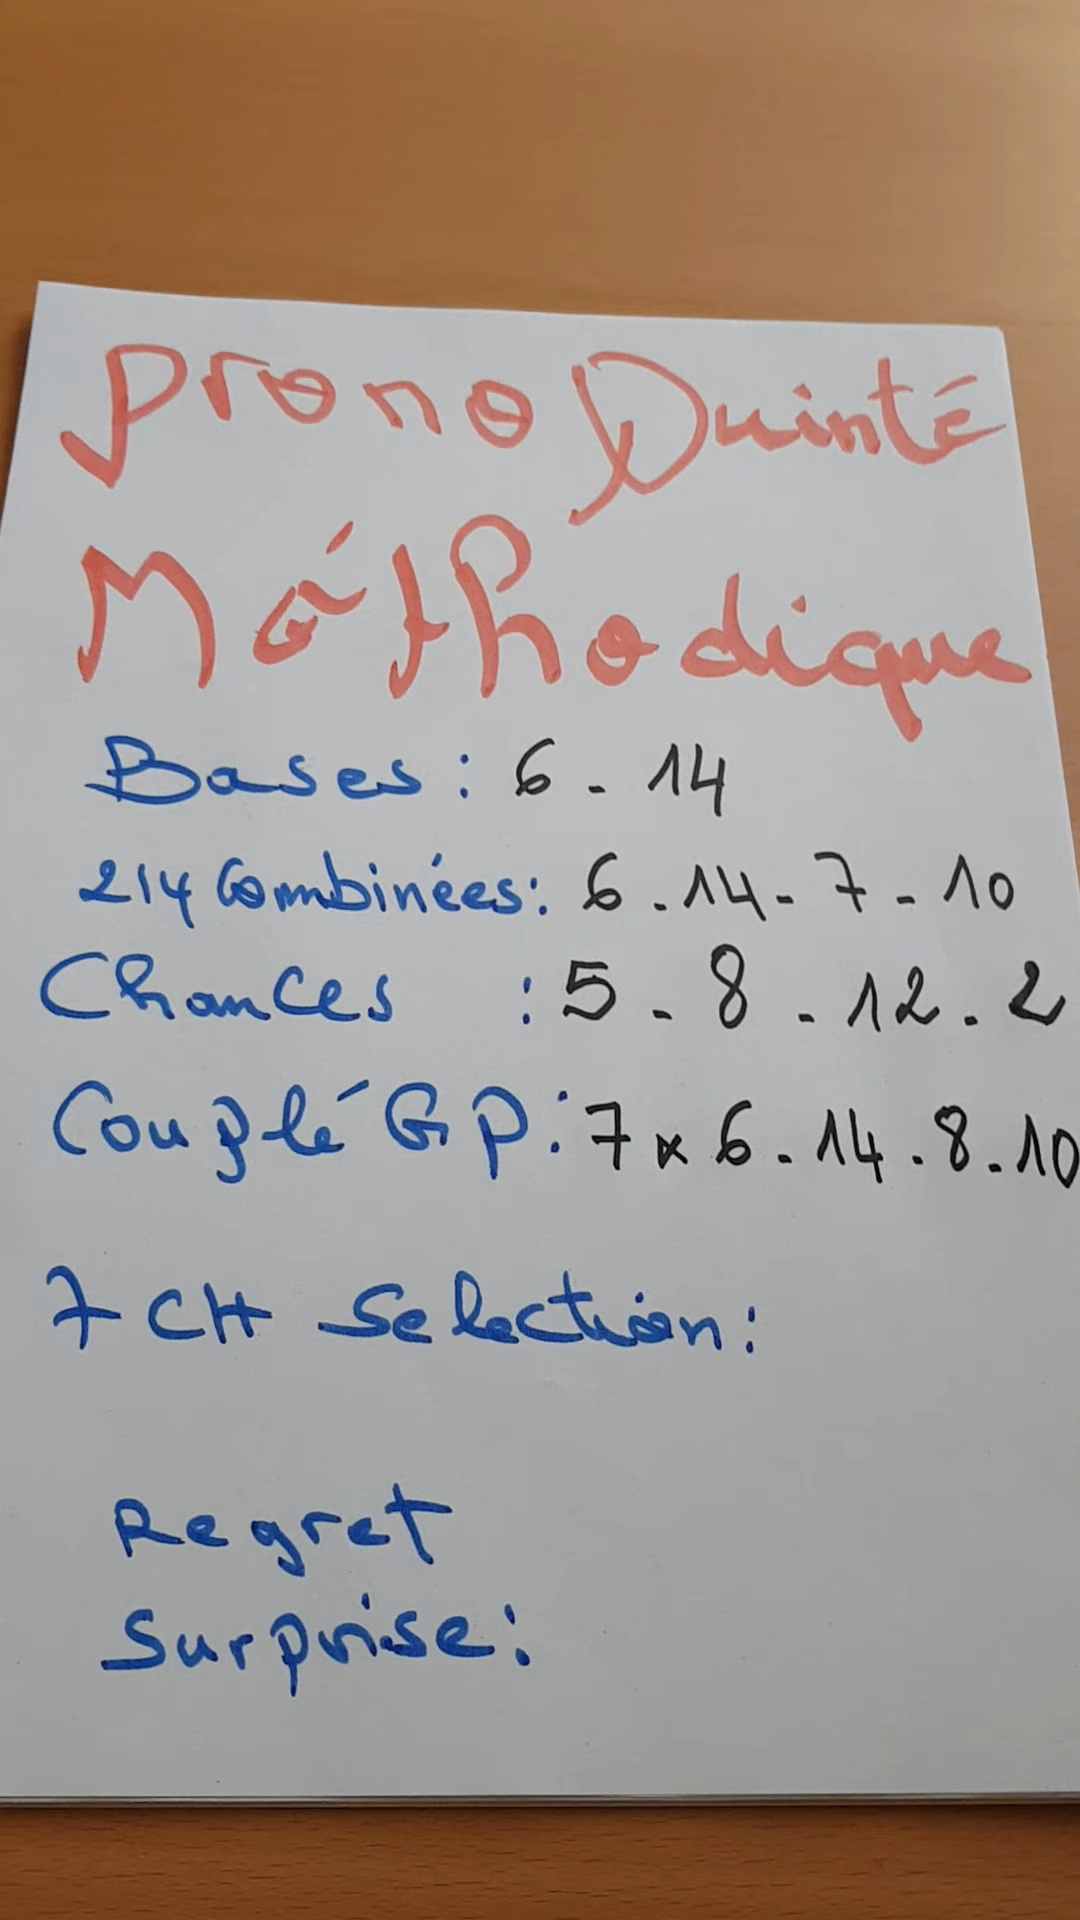 Prono Quinté
Méthodique
Bases : 6 - 14
2/4 Combinées : 6 - 14 - 7 - 10
Chances : 5 - 8 - 12 - 2
Couplé GP : 7 x 6 - 14 - 8 - 10
7 CH Selection :
Regret
Surprise :